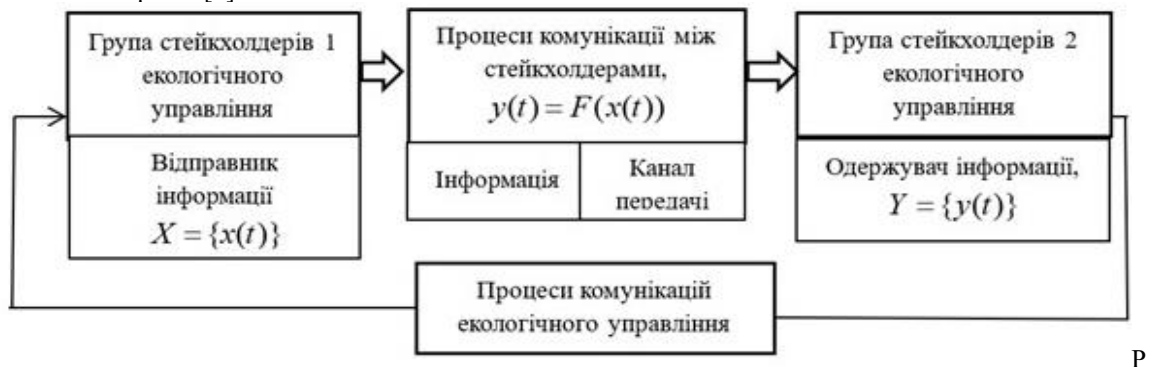 Група стейкхолдерів 1
екологічного
управління
Відправник
інформації
X = {x(t)}
Процеси комунікації між
стейкхолдерами,
y(t) = F(x(t))
Інформація
Канал
передачі
Група стейкхолдерів 2
екологічного
управління
Одержувач інформації,
Y = {y(t)}
Процеси комунікацій
екологічного управління
Р